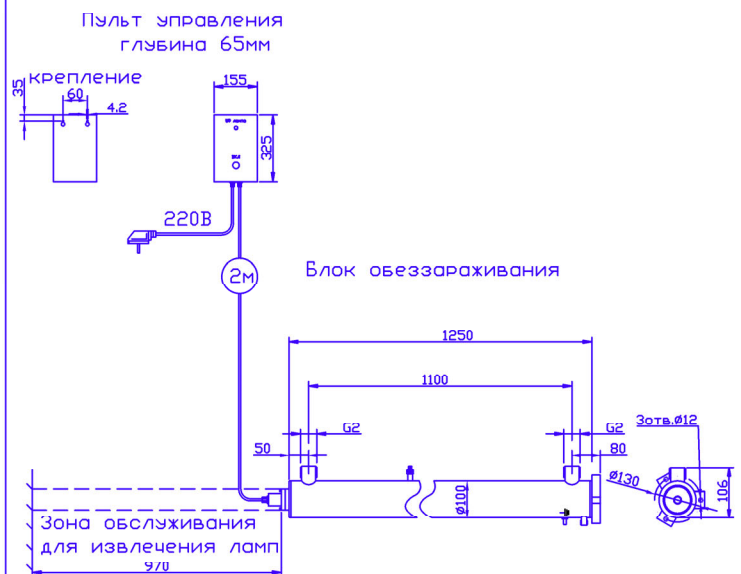 Пульт управления
глубина 65мм
крепление
35
60
4.2
155
325
ВКЛ
220В
2м
Блок обеззараживания
1250
1100
G2
G2
50
80
3отв.Ø12
Ø130
106
Ø100
Зона обслуживания
для извлечения ламп
970